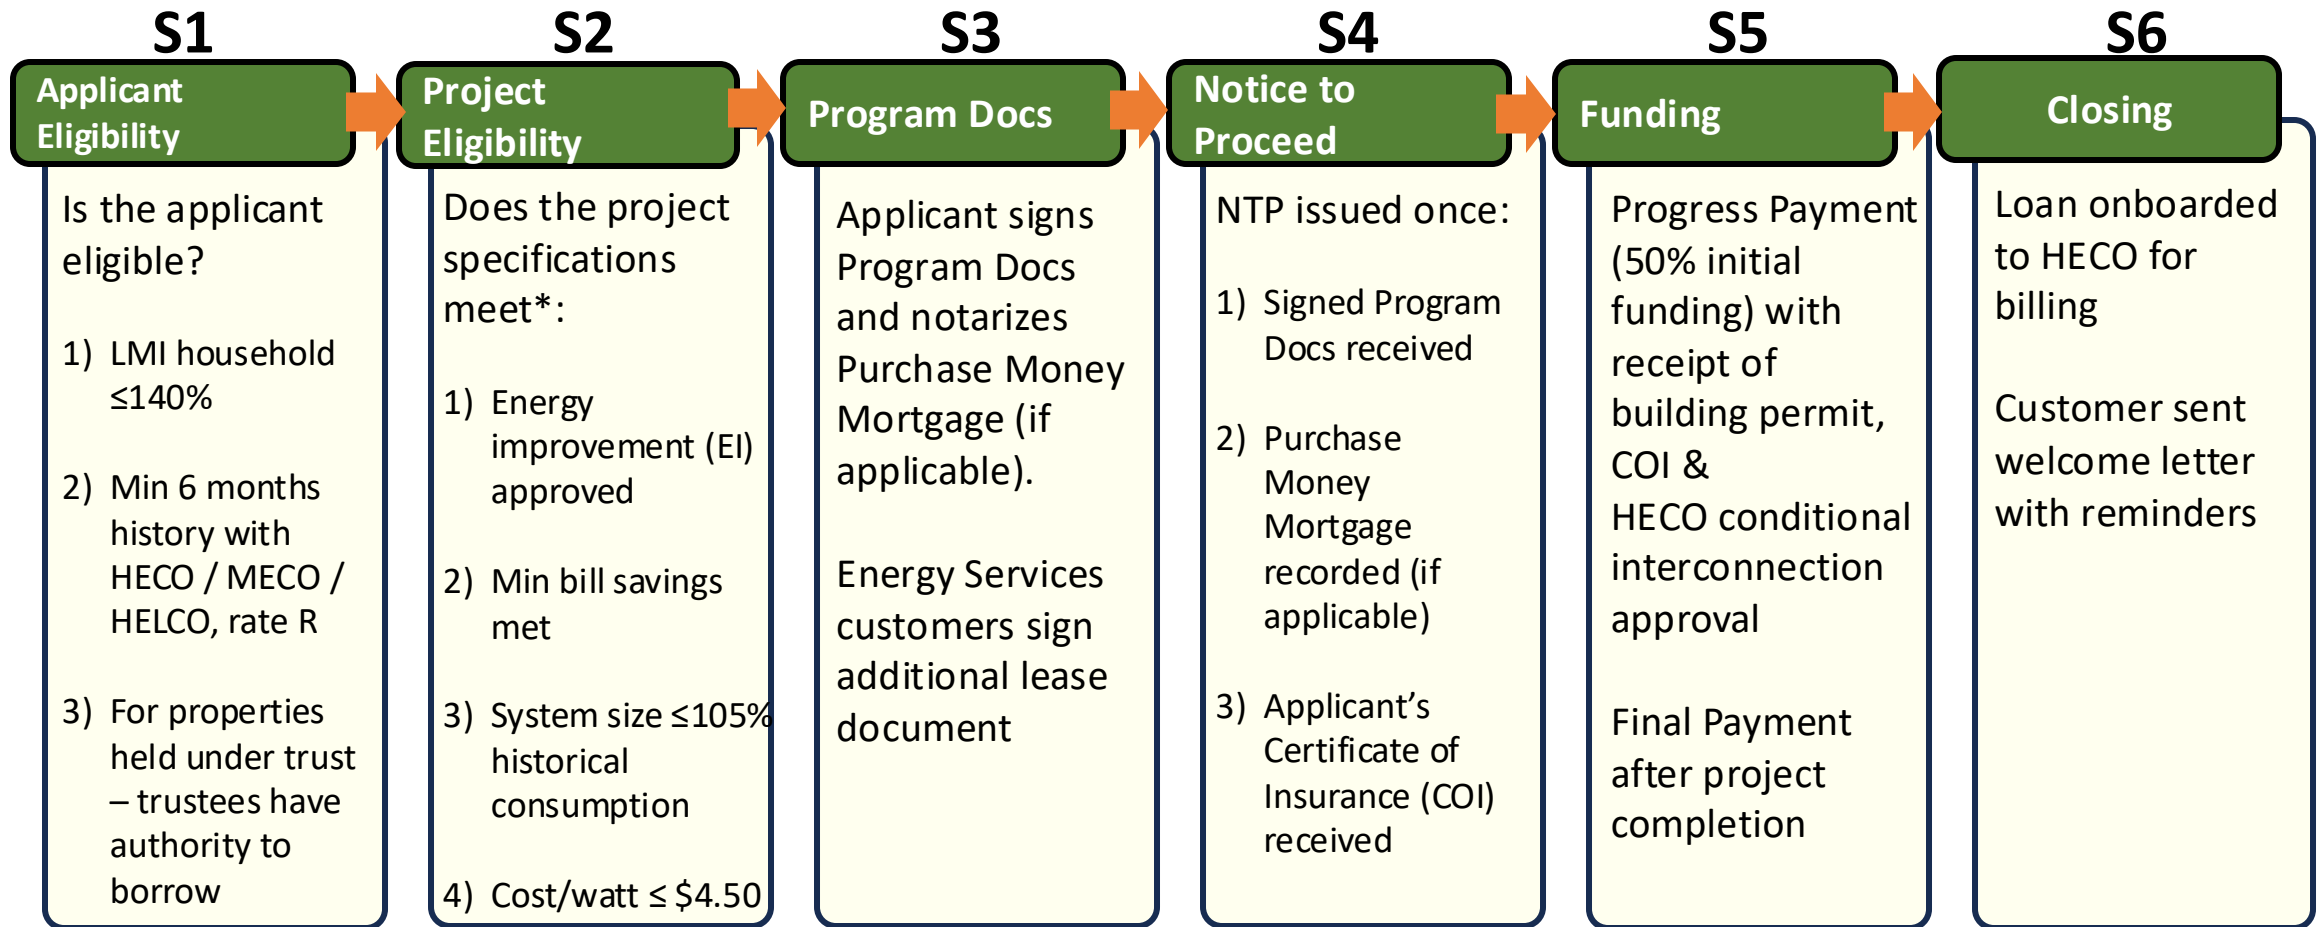 S1
Applicant
Eligibility
Is the applicant
eligible?
1) LMI household
≤140%
2) Min 6 months
history with
HECO / MECO /
HELCO, rate R
3) For properties
held under trust
– trustees have
authority to
borrow
S2
Project
Eligibility
Does the project
specifications
meet*:
1) Energy
improvement (EI)
approved
2) Min bill savings
met
3) System size ≤105%
historical
consumption
4) Cost/watt ≤ $4.50
S3
Program Docs
Applicant signs
Program Docs
and notarizes
Purchase Money
Mortgage (if
applicable).
Energy Services
customers sign
additional lease
document
S4
Notice to
Proceed
NTP issued once:
1) Signed Program
Docs received
2) Purchase
Money
Mortgage
recorded (if
applicable)
3) Applicant’s
Certificate of
Insurance (COI)
received
S5
Funding
Progress Payment
(50% initial
funding) with
receipt of
building permit,
COI &
HECO conditional
interconnection
approval
Final Payment
after project
completion
S6
Closing
Loan onboarded
to HECO for
billing
Customer sent
welcome letter
with reminders